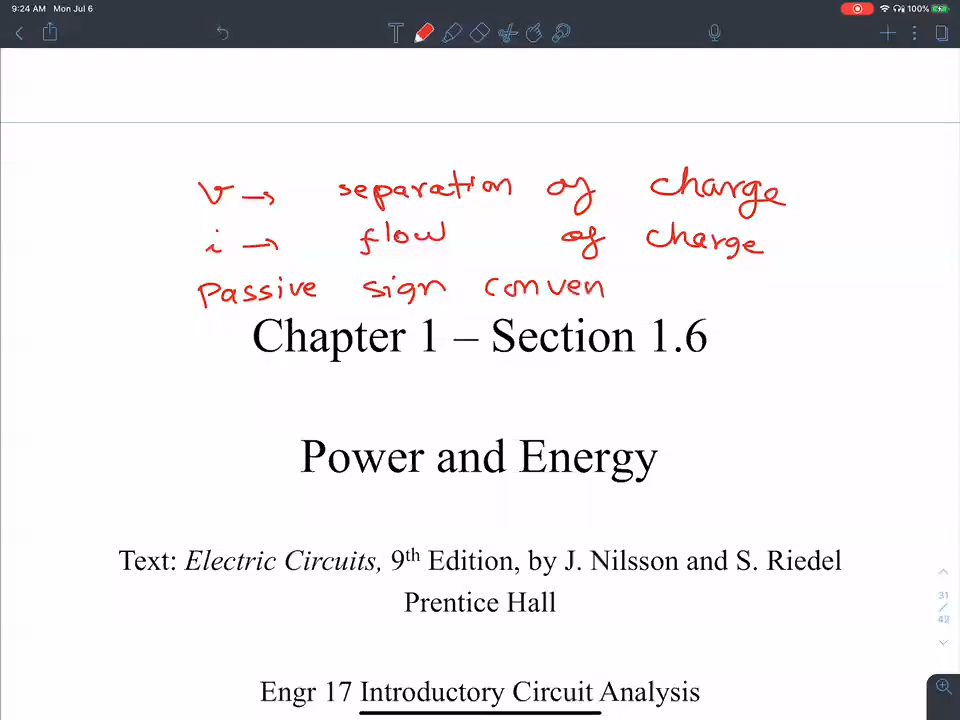 9:24 AM Mon Jul 6
100%
v → separation of charge
i → flow of charge
Passive sign conven
Chapter 1 – Section 1.6
Power and Energy
Text: Electric Circuits, 9th Edition, by J. Nilsson and S. Riedel
Prentice Hall
31
/
42
Engr 17 Introductory Circuit Analysis